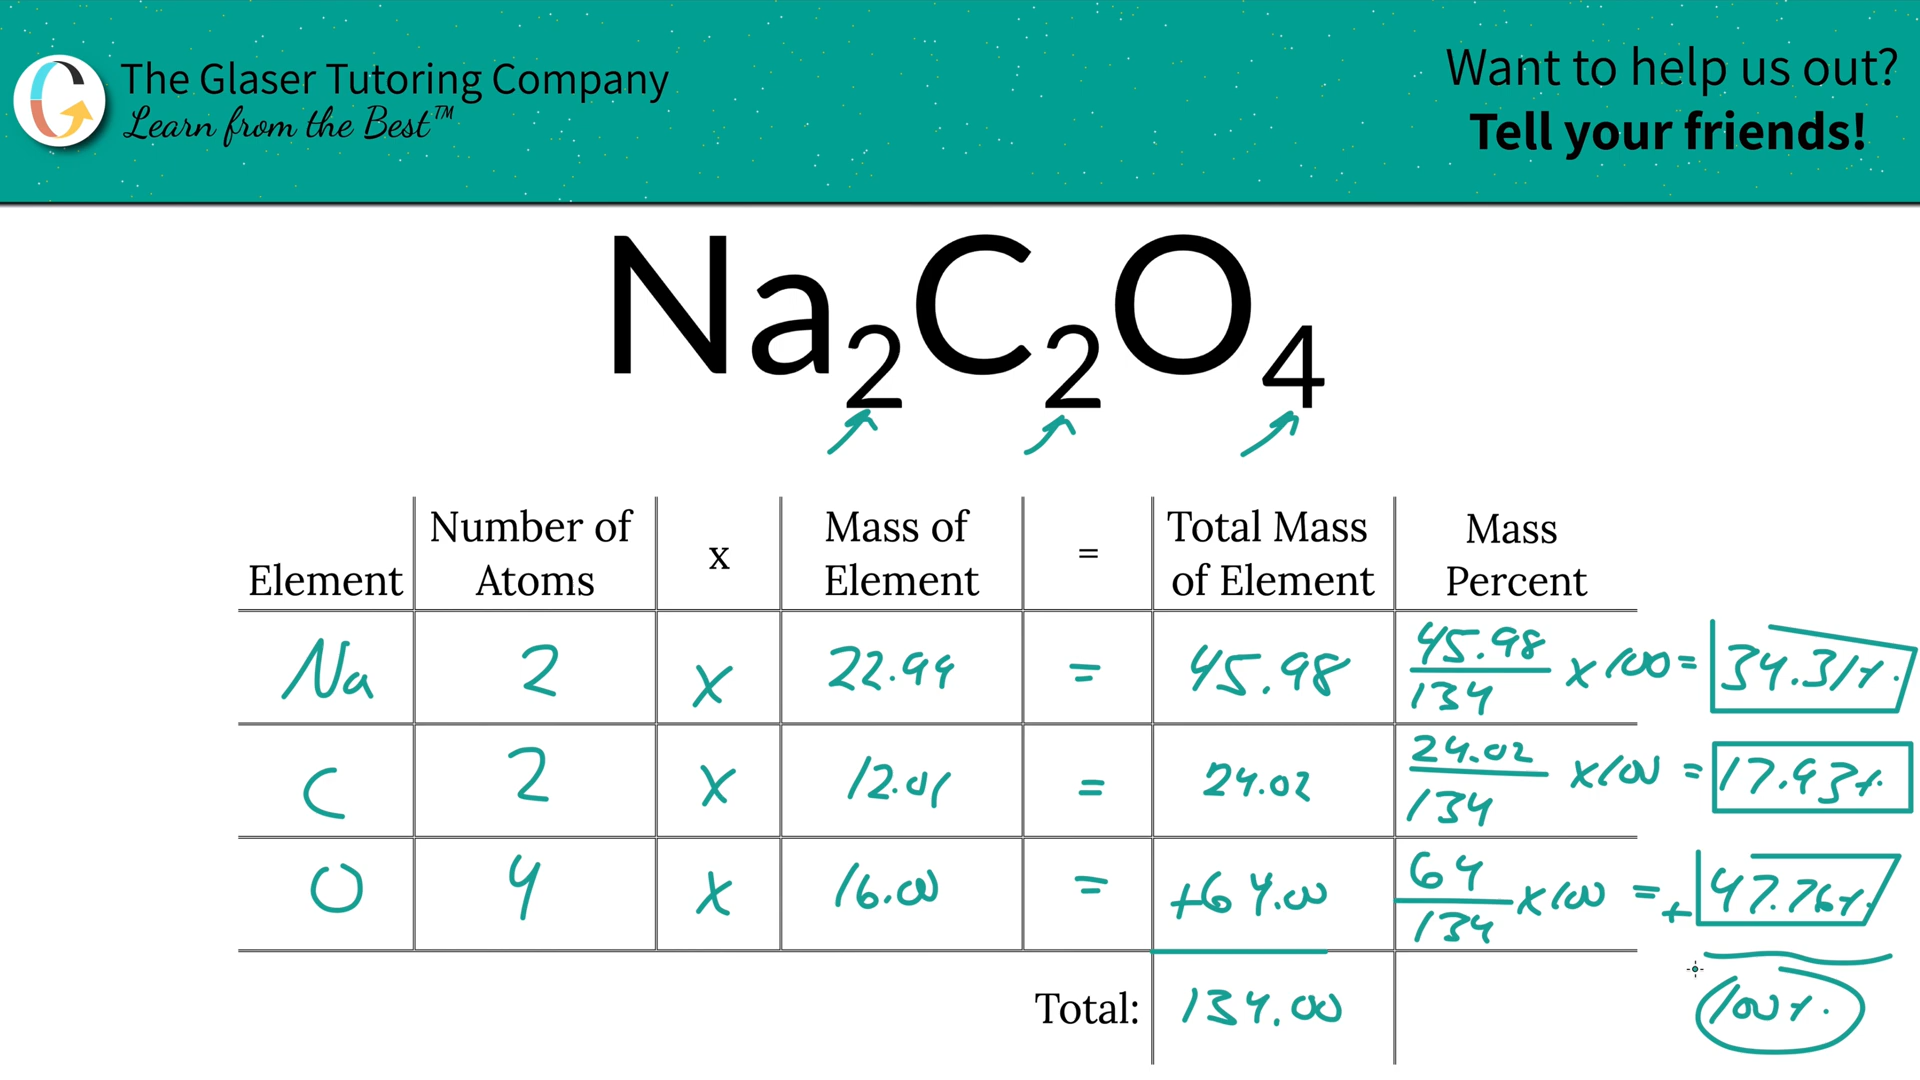 The Glaser Tutoring Company
Learn from the Best™
Want to help us out?
Tell your friends!
Na₂C₂O₄
Element | Number of Atoms | x | Mass of Element | = | Total Mass of Element | Mass Percent
Na | 2 | x | 22.99 | = | 45.98 | 45.98/134 x 100 = 34.31%
C | 2 | x | 12.01 | = | 24.02 | 24.02/134 x 100 = 17.93%
O | 4 | x | 16.00 | = | +64.00 | 64/134 x 100 = + 47.76%
Total: | 134.00 | 100%